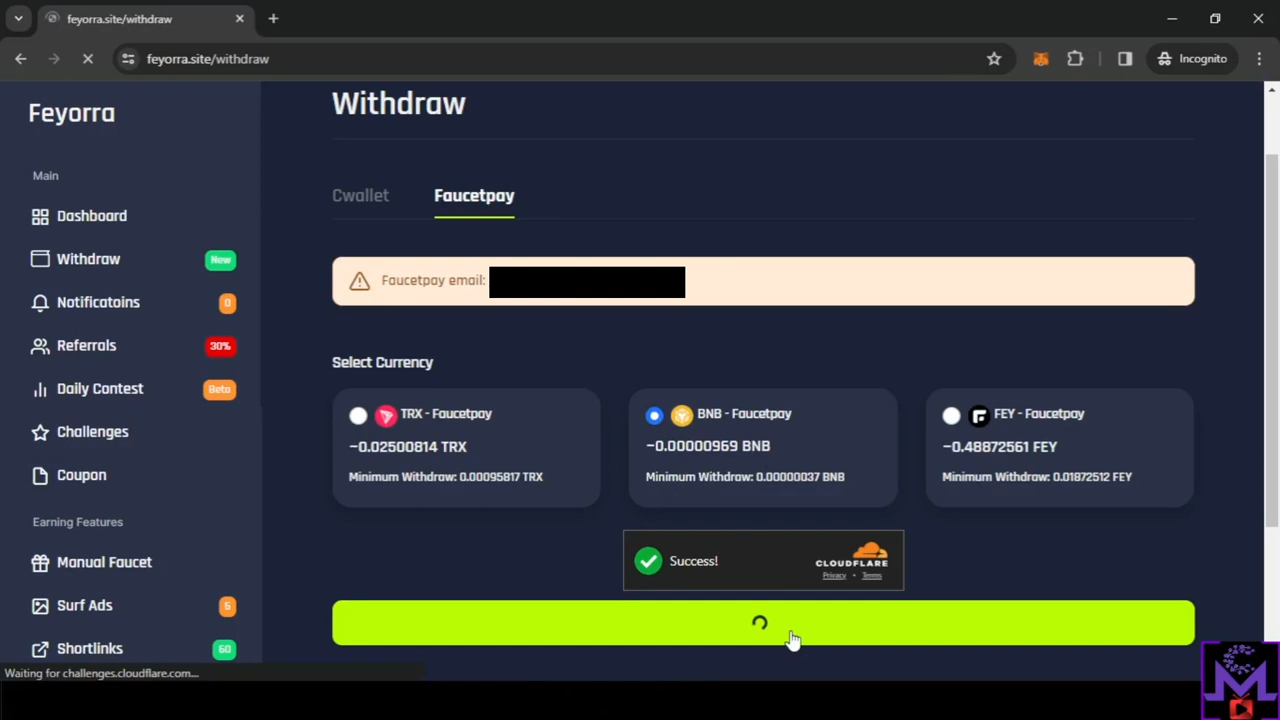 feyorra.site/withdraw
feyorra.site/withdraw
Incognito
Feyorra
Main
Dashboard
Withdraw New
Notificatoins 0
Referrals 30%
Daily Contest Beta
Challenges
Coupon
Earning Features
Manual Faucet
Surf Ads 5
Shortlinks 60
Withdraw
Cwallet Faucetpay
Faucetpay email:
Select Currency
TRX - Faucetpay
~0.02500814 TRX
Minimum Withdraw: 0.00095817 TRX
BNB - Faucetpay
~0.00000969 BNB
Minimum Withdraw: 0.00000037 BNB
FEY - Faucetpay
~0.48872561 FEY
Minimum Withdraw: 0.01872512 FEY
Success!
CLOUDFLARE
Privacy • Terms
Waiting for challenges.cloudflare.com...
M